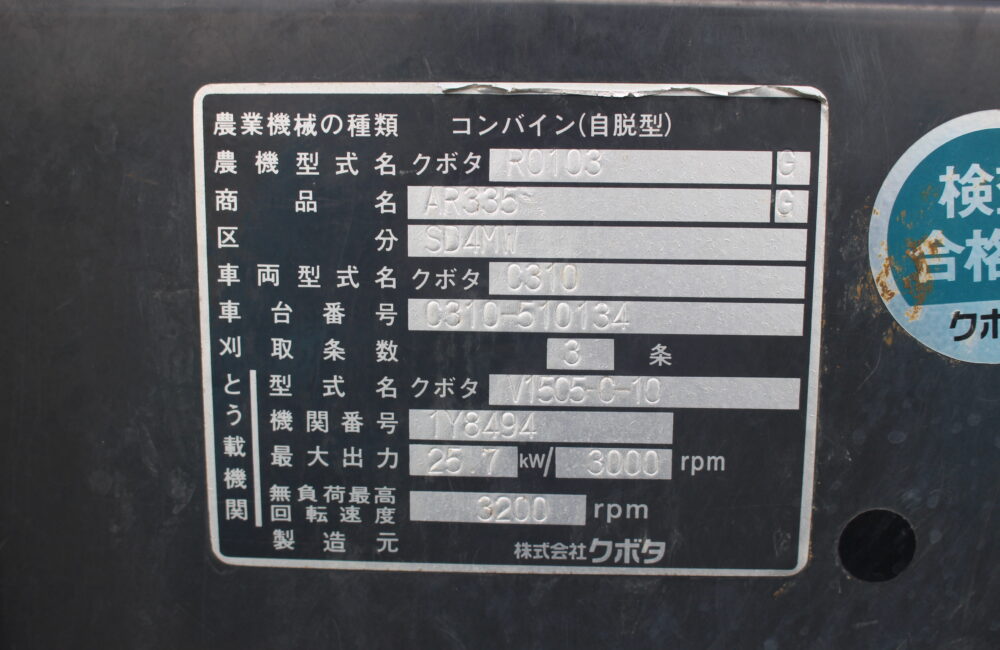 農業機械の種類 コンバイン(自脱型)
農機型式名 クボタ R0103 G
商品名 AR335 G
区分 SD4MW
車両型式名 クボタ C310
車台番号 C310-510134
刈取条数 3 条
とう載機関
型式名 クボタ V1505-C-10
機関番号 1Y8494
最大出力 25.7 kW/ 3000 rpm
無負荷最高回転速度 3200 rpm
製造元 株式会社クボタ
検
合格
クボ